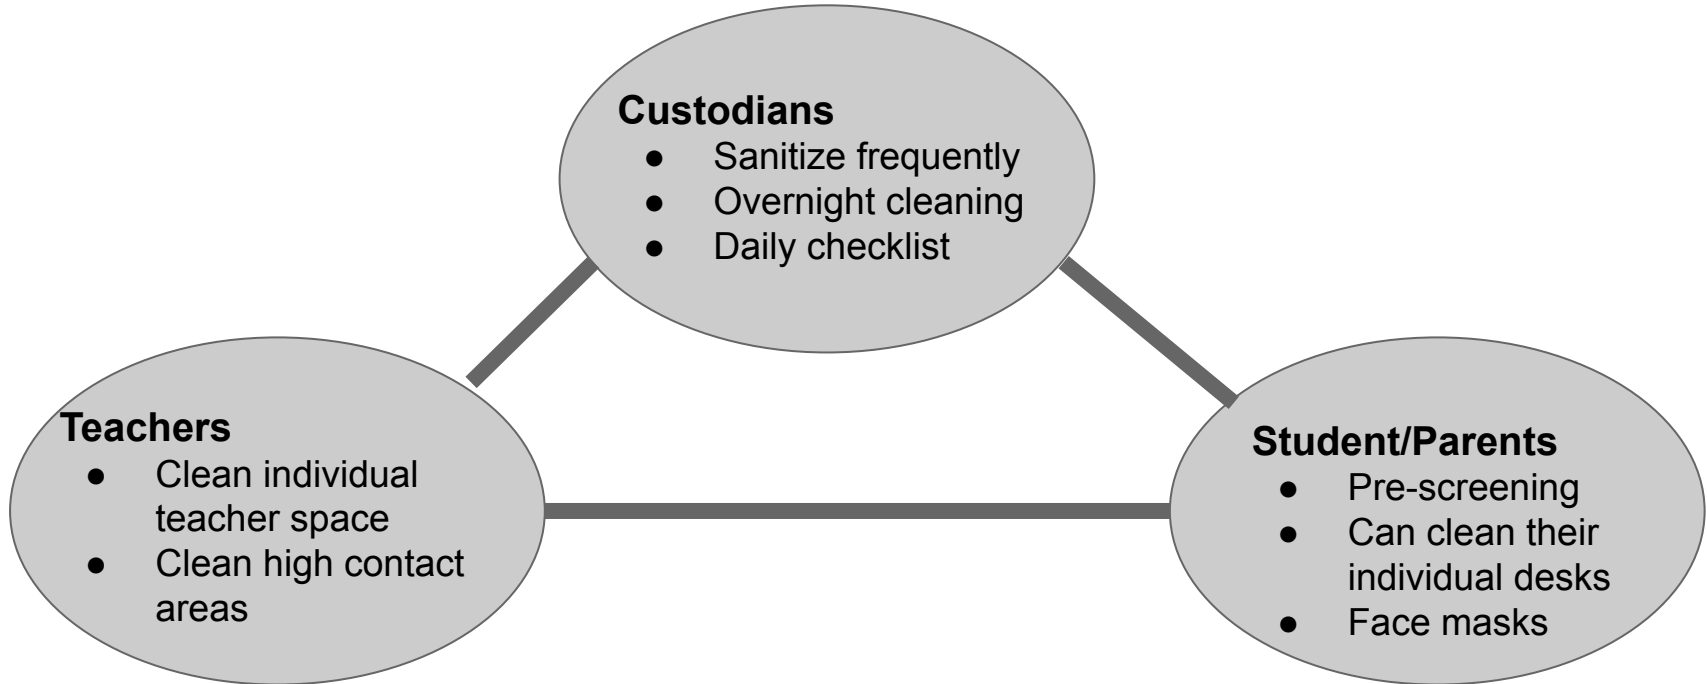 Custodians
● Sanitize frequently
● Overnight cleaning
● Daily checklist
Teachers
● Clean individual
teacher space
● Clean high contact
areas
Student/Parents
● Pre-screening
● Can clean their
individual desks
● Face masks